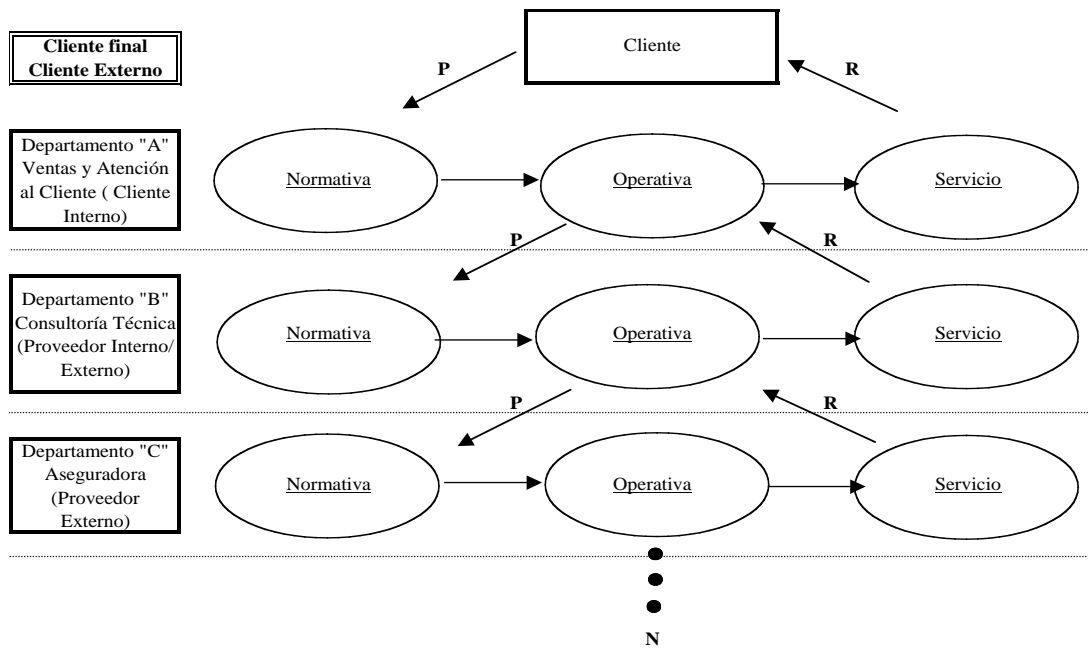 Cliente final
Cliente Externo
Cliente
P
R
Departamento "A"
Ventas y Atención
al Cliente ( Cliente
Interno)
Normativa
Operativa
Servicio
P
R
Departamento "B"
Consultoría Técnica
(Proveedor Interno/
Externo)
Normativa
Operativa
Servicio
P
R
Departamento "C"
Aseguradora
(Proveedor
Externo)
Normativa
Operativa
Servicio
N